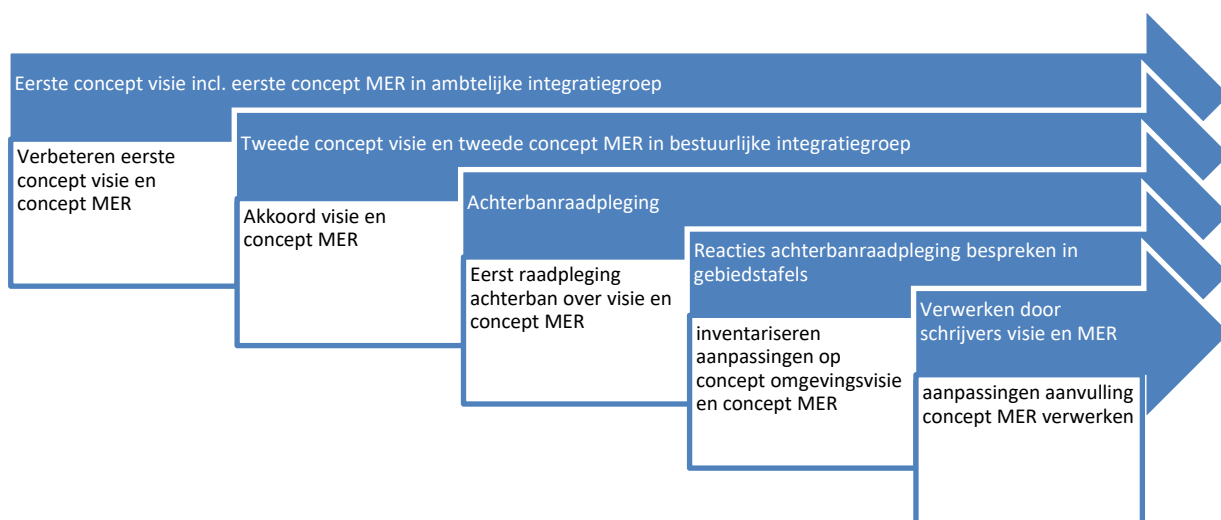 Eerste concept visie incl. eerste concept MER in ambtelijke integratiegroep
Verbeteren eerste
concept visie en
concept MER
Tweede concept visie en tweede concept MER in bestuurlijke integratiegroep
Akkoord visie en
concept MER
Achterbanraadpleging
Eerst raadpleging
achterban over visie en
concept MER
Reacties achterbanraadpleging bespreken in
gebiedstafels
inventariseren
aanpassingen op
concept omgevingsvisie
en concept MER
Verwerken door
schrijvers visie en MER
aanpassingen aanvulling
concept MER verwerken